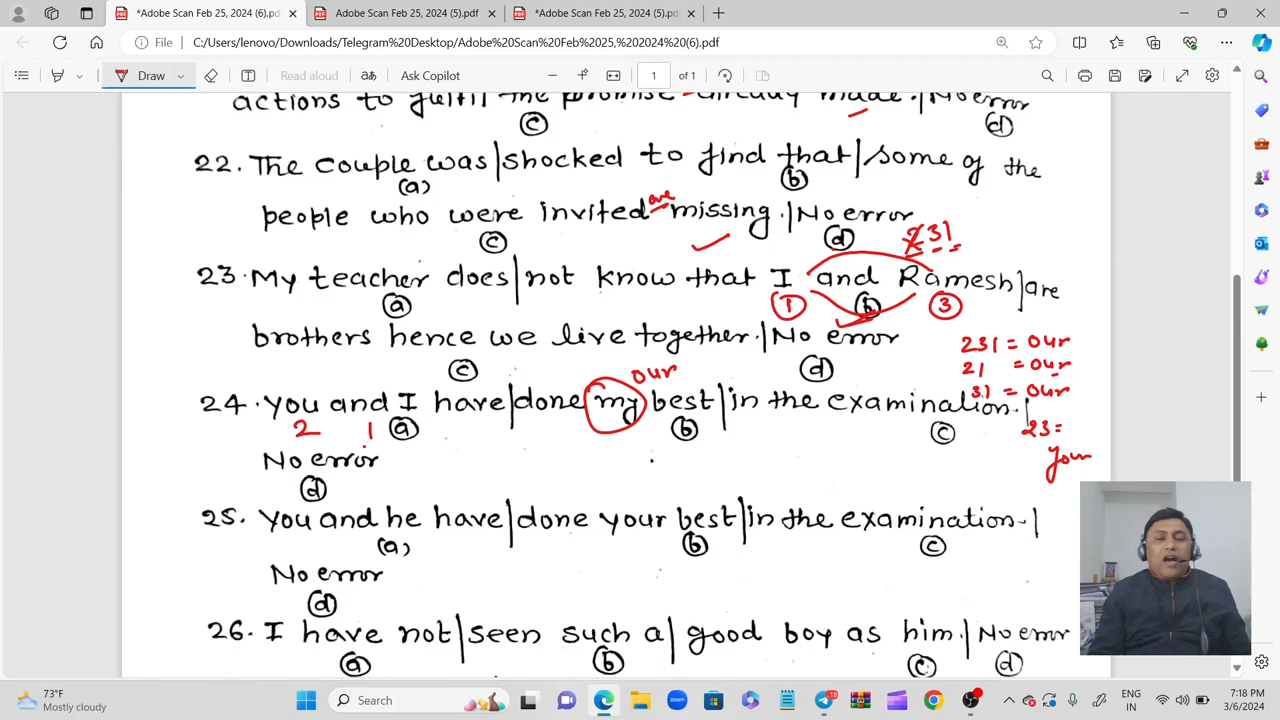 *Adobe Scan Feb 25, 2024 (6).pdf
Adobe Scan Feb 25, 2024 (5).pdf
*Adobe Scan Feb 25, 2024 (5).pdf
File
C:/Users/lenovo/Downloads/Telegram%20Desktop/Adobe%20Scan%20Feb%2025,%202024%20(6).pdf
Draw
Read aloud
Ask Copilot
1 of 1
actions to fulfil the promise already made. | No error
(c) (d)
22. The couple was | shocked to find that | some of the
(a) (b)
are
people who were invited missing. | No error
(c) (d)
2 31
23. My teacher does | not know that I and Ramesh | are
(a) 1 (b) 3
brothers hence we live together. | No error
(c) (d)
231 = our
21 = our
31 = our
our
24. You and I have | done my best | in the examination. |
2 1 (a) (b) (c)
23 =
your
No error
(d)
25. You and he have | done your best | in the examination. |
(a) (b) (c)
No error
(d)
26. I have not | seen such a | good boy as him. | No error
(a) (b) (c) (d)
73°F
Mostly cloudy
Search
18
ENG
IN
7:18 PM
3/6/2024